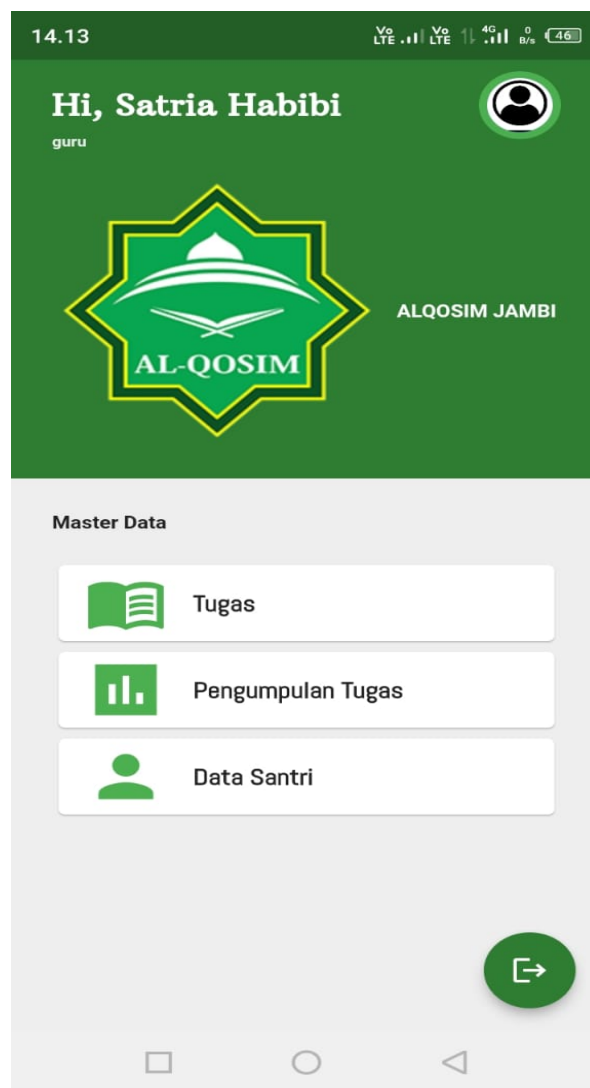 14.13
Vo LTE Vo LTE 4G 0 B/s 46
Hi, Satria Habibi
guru
AL-QOSIM
ALQOSIM JAMBI
Master Data
Tugas
Pengumpulan Tugas
Data Santri